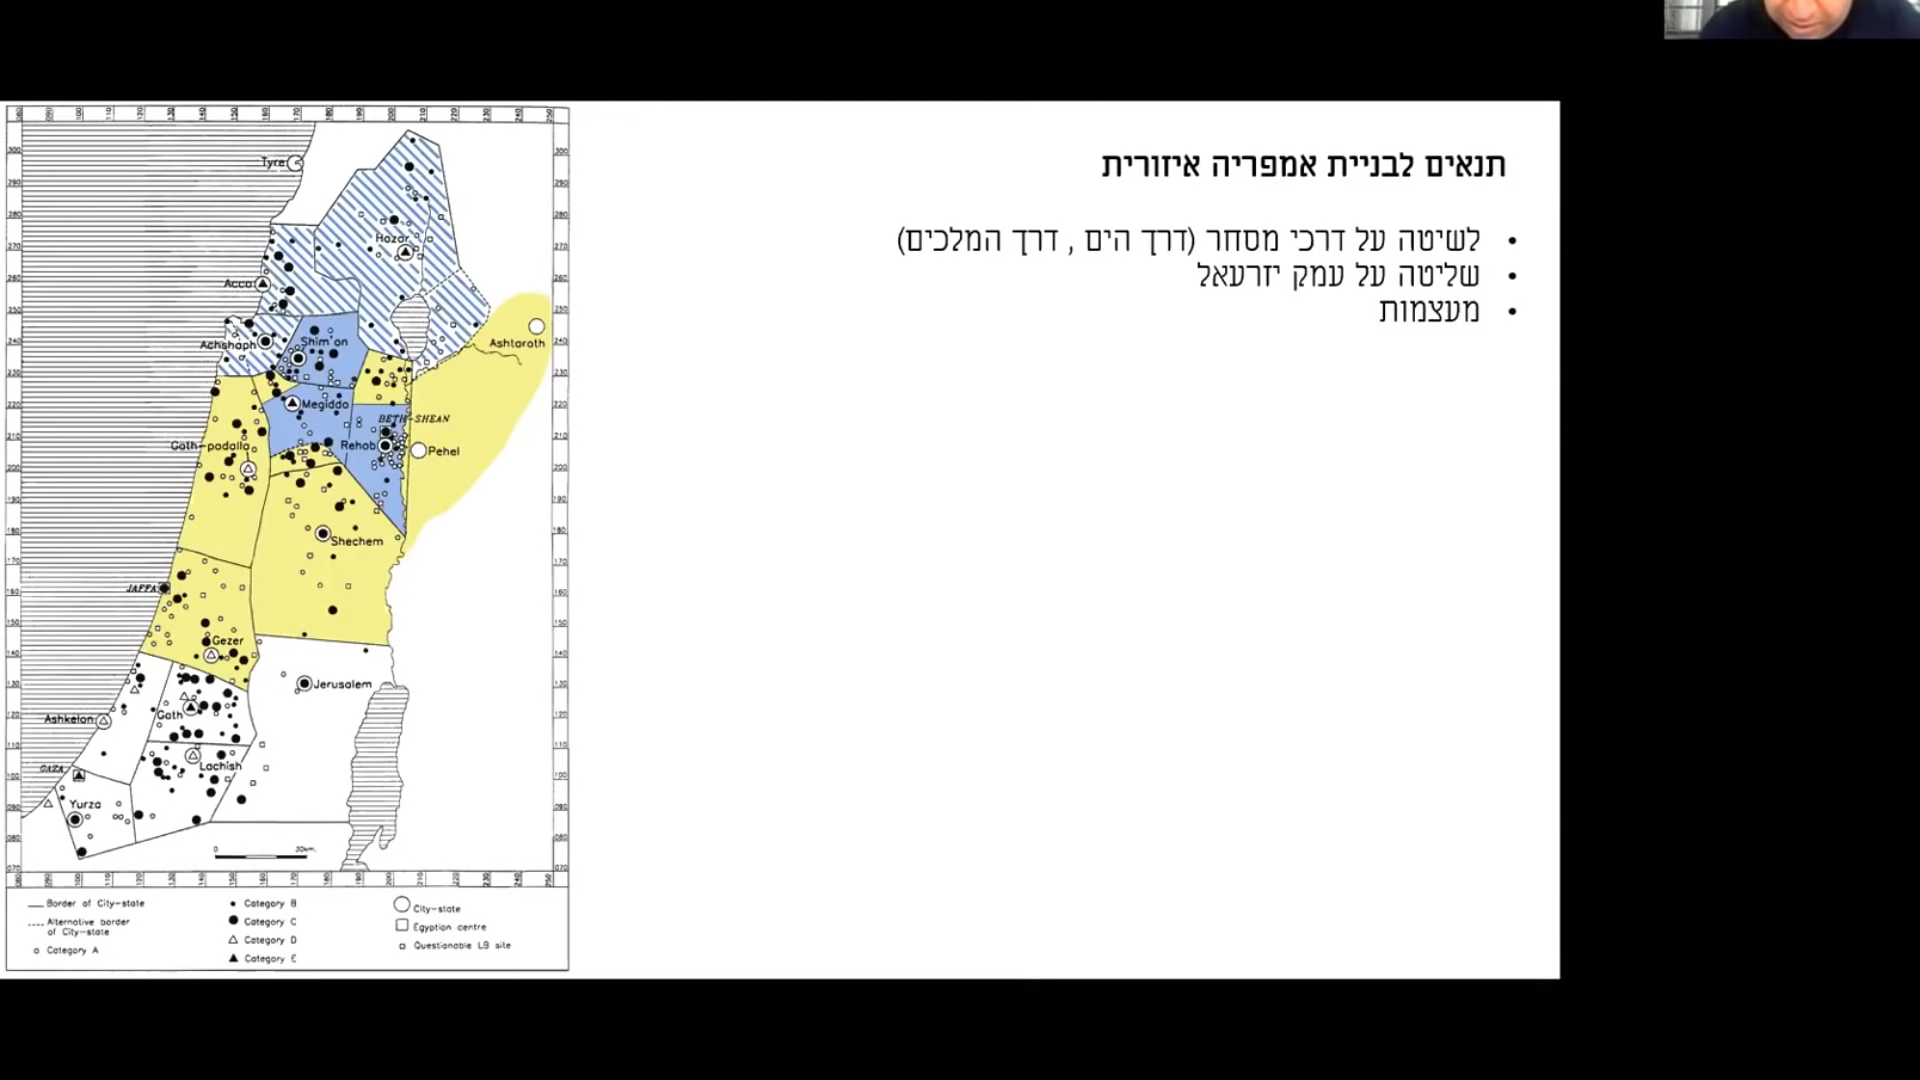 תנאים לבניית אמפריה איזורית
• לשיטה על דרכי מסחר (דרך הים , דרך המלכים)
• שליטה על עמק יזרעאל
• מעצמות
Tyre
Hazor
Acco
Achshaph
Shim'on
Ashtaroth
Megiddo
BETH-SHEAN
Gath-padalla
Rehob
Pehel
Shechem
JAFFA
Gezer
Jerusalem
Ashkelon
Gath
Lachish
GAZA
Yurza
0 30km.
Border of City-state
Alternative border
of City-state
Category A
Category B
Category C
Category D
Category E
City-state
Egyptian centre
Questionable LB site